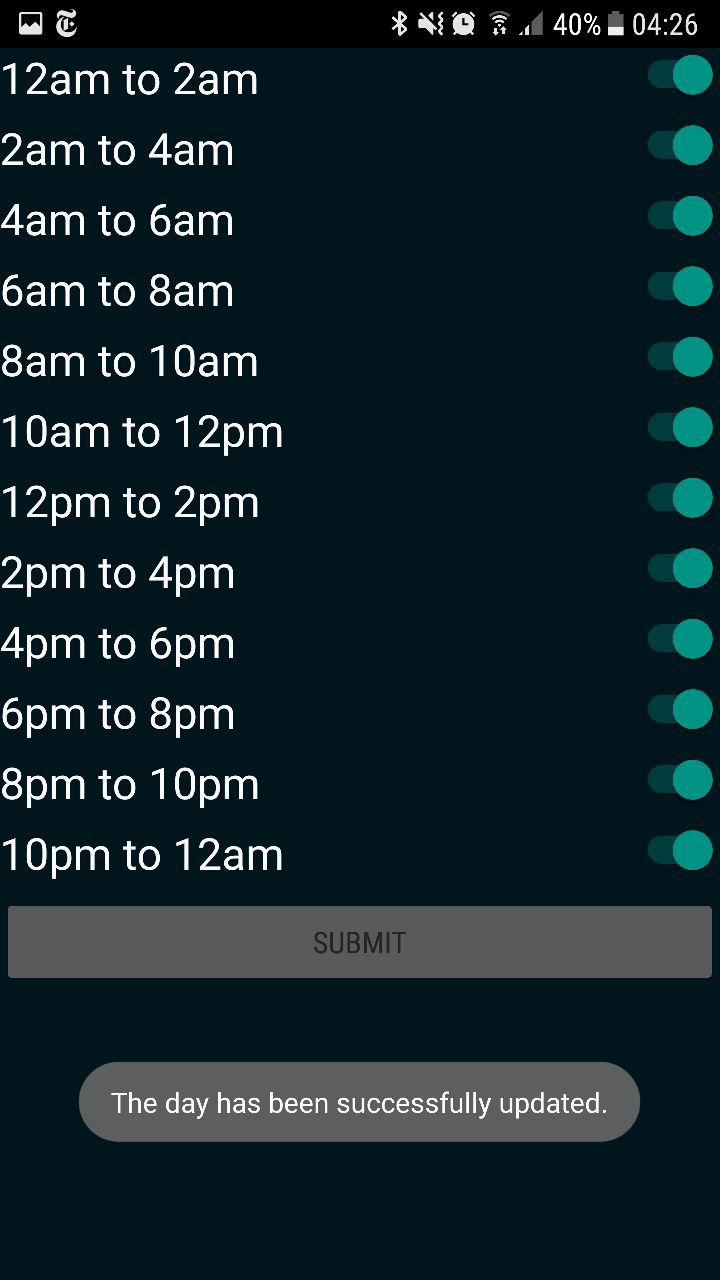 40% 04:26
12am to 2am
2am to 4am
4am to 6am
6am to 8am
8am to 10am
10am to 12pm
12pm to 2pm
2pm to 4pm
4pm to 6pm
6pm to 8pm
8pm to 10pm
10pm to 12am
SUBMIT
The day has been successfully updated.